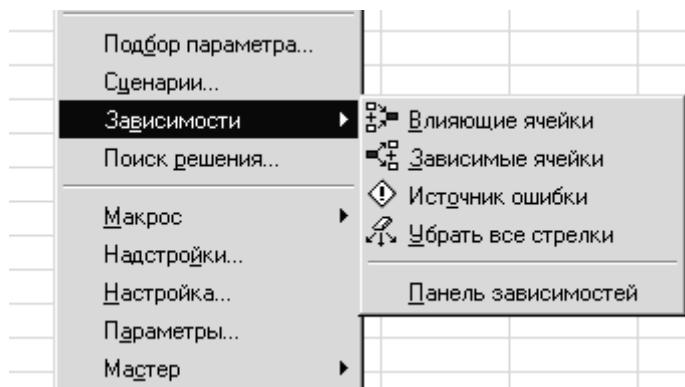 Подбор параметра...
Сценарии...
Зависимости
Поиск решения...
Макрос
Надстройки...
Настройка...
Параметры...
Мастер
Влияющие ячейки
Зависимые ячейки
Источник ошибки
Убрать все стрелки
Панель зависимостей